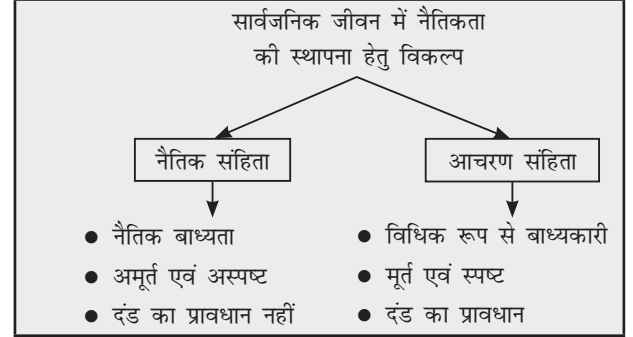 सार्वजनिक जीवन में नैतिकता
की स्थापना हेतु विकल्प
नैतिक संहिता
आचरण संहिता
● नैतिक बाध्यता
● अमूर्त एवं अस्पष्ट
● दंड का प्रावधान नहीं
● विधिक रूप से बाध्यकारी
● मूर्त एवं स्पष्ट
● दंड का प्रावधान